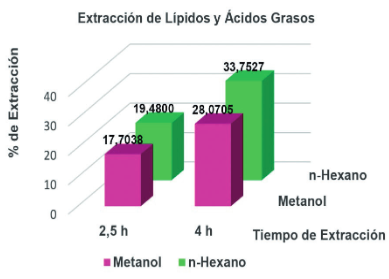 Extracción de Lípidos y Ácidos Grasos
% de Extracción
40
30
20
10
0
17,7038
19,4800
28,0705
33,7527
n-Hexano
Metanol
2,5 h
4 h
Tiempo de Extracción
Metanol
n-Hexano